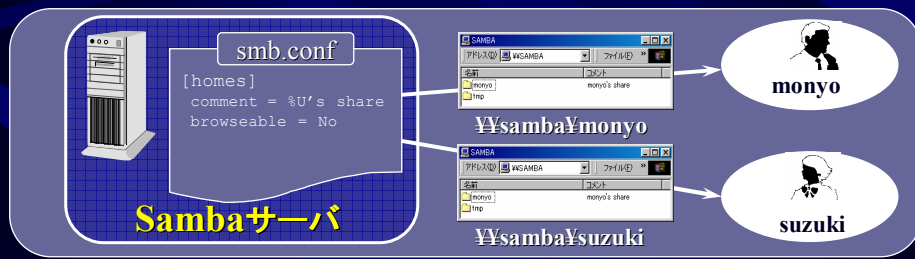 smb.conf
[homes]
comment = %U's share
browseable = No
Sambaサーバ
SAMBA
アドレス(D) ¥¥SAMBA ファイル(F) »
名前 コメント
monyo monyo's share
tmp
¥¥samba¥monyo
monyo
SAMBA
アドレス(D) ¥¥SAMBA ファイル(F) »
名前 コメント
monyo monyo's share
tmp
¥¥samba¥suzuki
suzuki